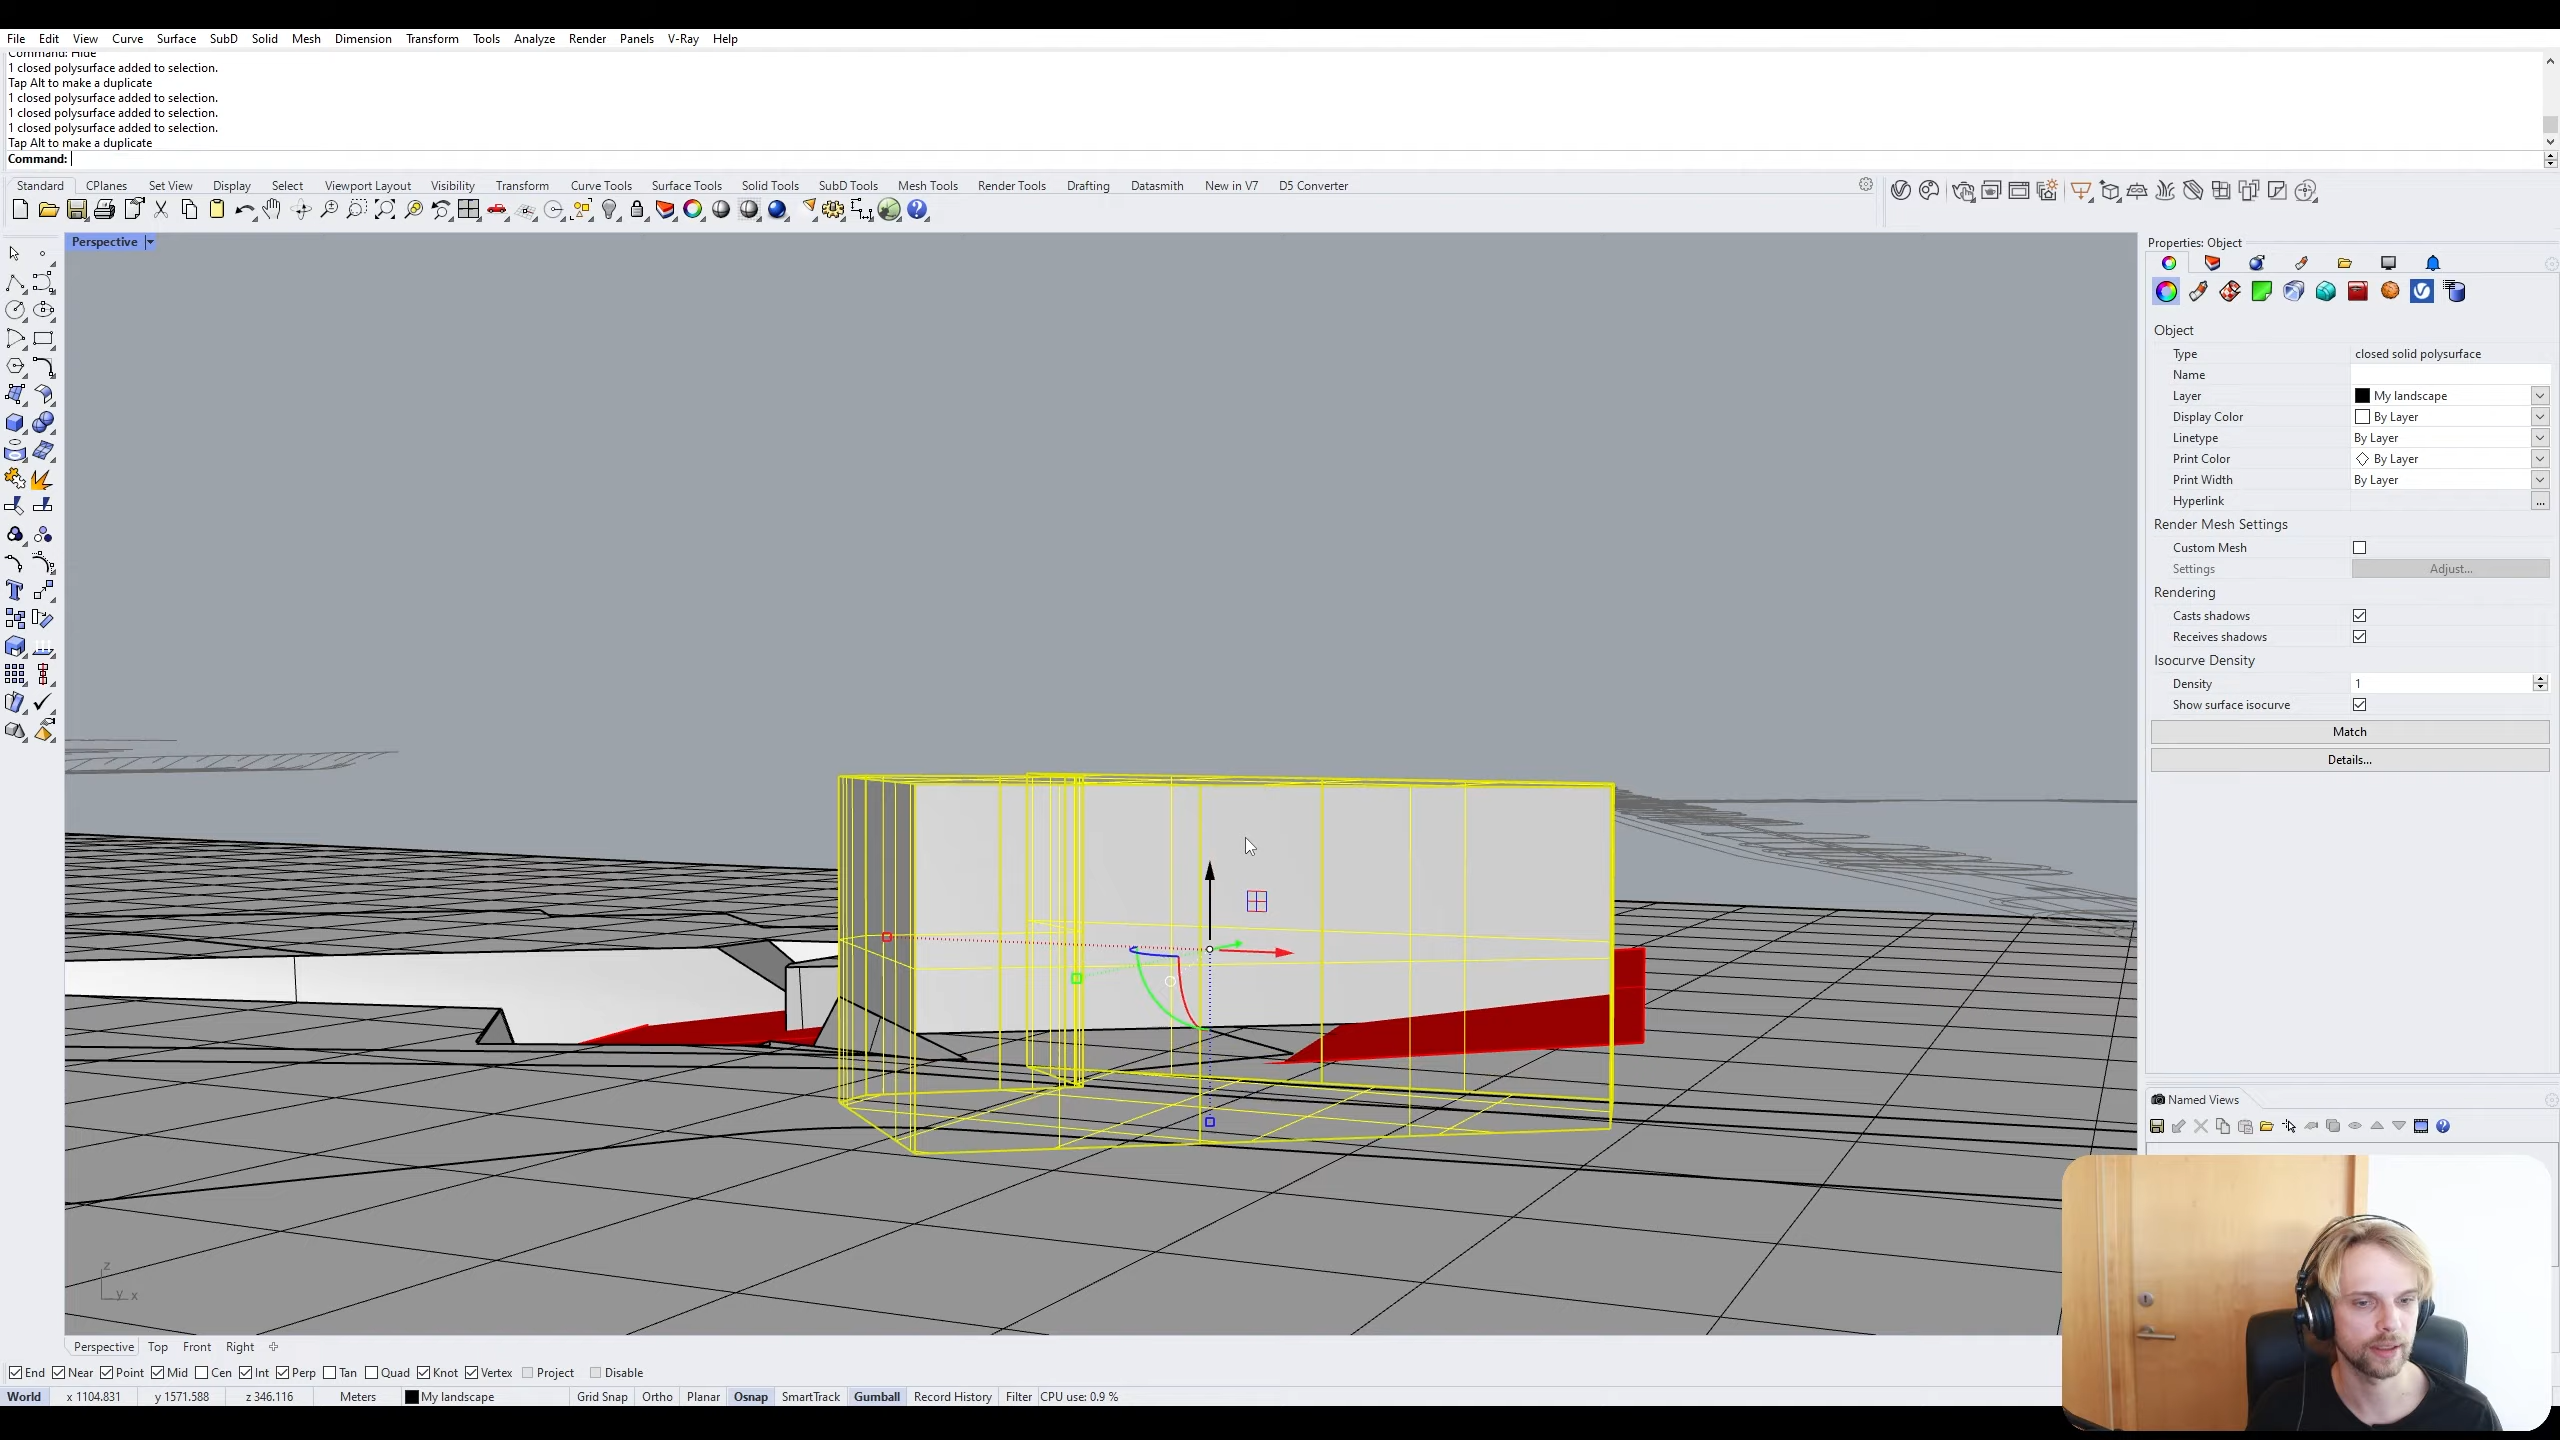 File Edit View Curve Surface SubD Solid Mesh Dimension Transform Tools Analyze Render Panels V-Ray Help
Command: Hide
1 closed polysurface added to selection.
Tap Alt to make a duplicate
1 closed polysurface added to selection.
1 closed polysurface added to selection.
1 closed polysurface added to selection.
Tap Alt to make a duplicate
Command:
Standard CPlanes Set View Display Select Viewport Layout Visibility Transform Curve Tools Surface Tools Solid Tools SubD Tools Mesh Tools Render Tools Drafting Datasmith New in V7 D5 Converter
Perspective
Properties: Object
Object
Type closed solid polysurface
Name
Layer My landscape
Display Color By Layer
Linetype By Layer
Print Color By Layer
Print Width By Layer
Hyperlink ...
Render Mesh Settings
Custom Mesh
Settings Adjust...
Rendering
Casts shadows
Receives shadows
Isocurve Density
Density 1
Show surface isocurve
Match
Details...
Named Views
z
y x
Perspective Top Front Right
End Near Point Mid Cen Int Perp Tan Quad Knot Vertex Project Disable
World x 1104.831 y 1571.588 z 346.116 Meters My landscape Grid Snap Ortho Planar Osnap SmartTrack Gumball Record History Filter CPU use: 0.9 %